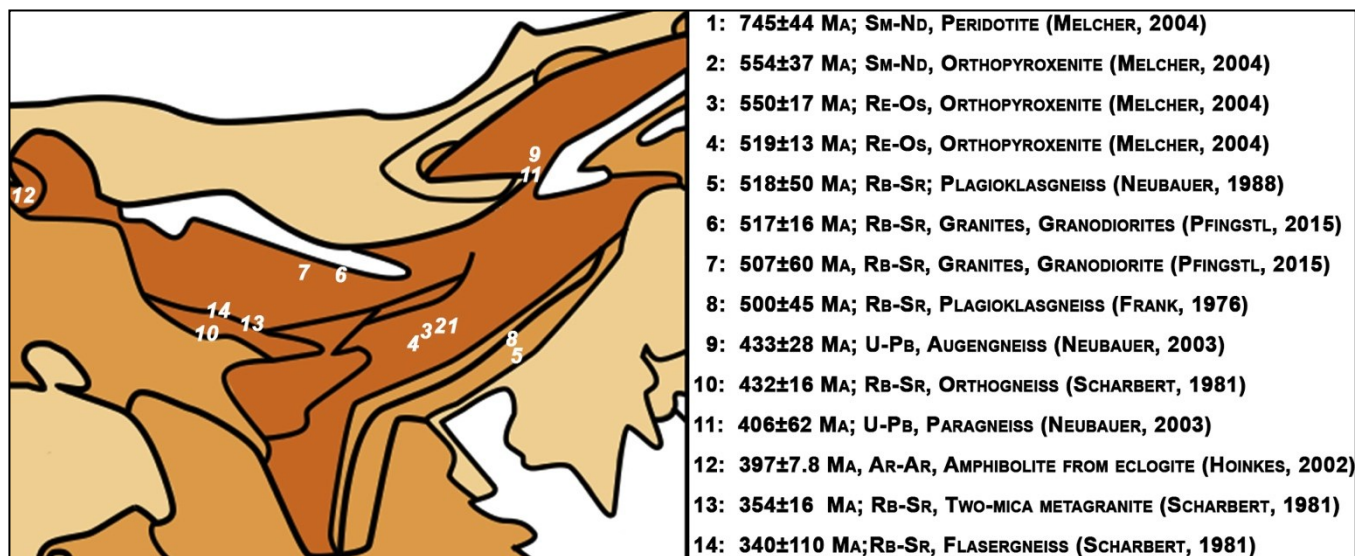 1: 745±44 Ma; Sm-Nd, Peridotite (Melcher, 2004)
2: 554±37 Ma; Sm-Nd, Orthopyroxenite (Melcher, 2004)
3: 550±17 Ma; Re-Os, Orthopyroxenite (Melcher, 2004)
4: 519±13 Ma; Re-Os, Orthopyroxenite (Melcher, 2004)
5: 518±50 Ma; Rb-Sr; Plagioklasgneiss (Neubauer, 1988)
6: 517±16 Ma; Rb-Sr, Granites, Granodiorites (Pfingstl, 2015)
7: 507±60 Ma, Rb-Sr, Granites, Granodiorite (Pfingstl, 2015)
8: 500±45 Ma; Rb-Sr, Plagioklasgneiss (Frank, 1976)
9: 433±28 Ma; U-Pb, Augengneiss (Neubauer, 2003)
10: 432±16 Ma; Rb-Sr, Orthogneiss (Scharbert, 1981)
11: 406±62 Ma; U-Pb, Paragneiss (Neubauer, 2003)
12: 397±7.8 Ma, Ar-Ar, Amphibolite from eclogite (Hoinkes, 2002)
13: 354±16 Ma; Rb-Sr, Two-mica metagranite (Scharbert, 1981)
14: 340±110 Ma;Rb-Sr, Flasergneiss (Scharbert, 1981)
9
11
12
7 6
14
13
10
3 2 1
4
8
5